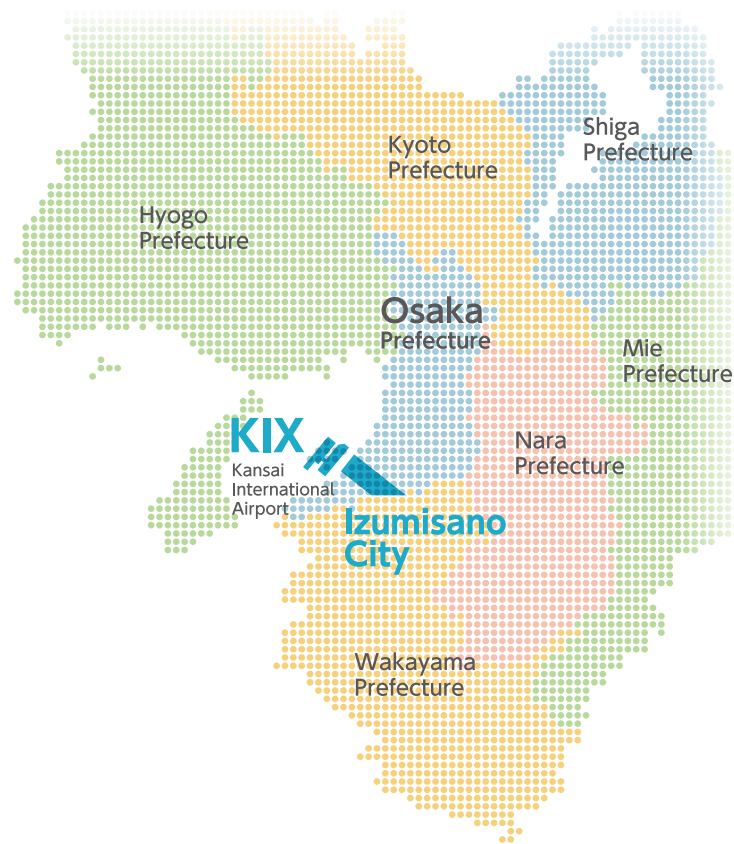 Shiga
Prefecture
Kyoto
Prefecture
Hyogo
Prefecture
Osaka
Prefecture
Mie
Prefecture
KIX
Kansai
International
Airport
Nara
Prefecture
Izumisano
City
Wakayama
Prefecture